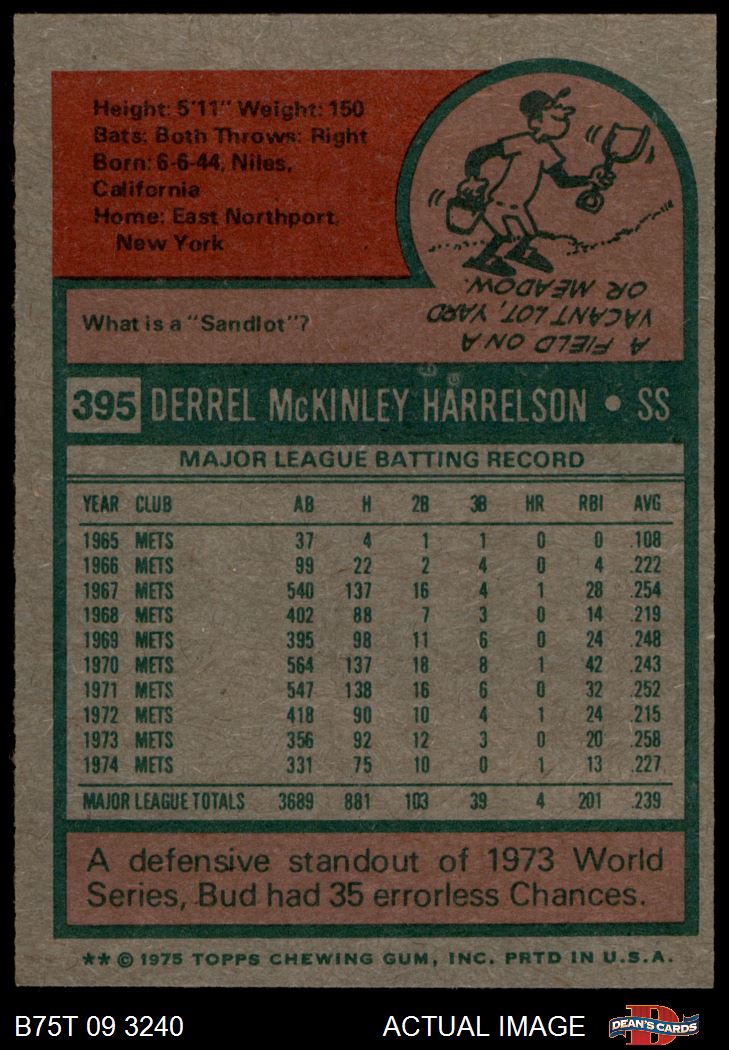 Height: 5'11" Weight: 150
Bats: Both Throws: Right
Born: 6-6-44, Niles,
California
Home: East Northport,
New York
What is a "Sandlot"?
A FIELD ON A
VACANT LOT, YARD
OR MEADOW.
395 DERREL McKINLEY HARRELSON • SS
MAJOR LEAGUE BATTING RECORD
YEAR CLUB AB H 2B 3B HR RBI AVG
1965 METS 37 4 1 1 0 0 .108
1966 METS 99 22 2 4 0 4 .222
1967 METS 540 137 16 4 1 28 .254
1968 METS 402 88 7 3 0 14 .219
1969 METS 395 98 11 6 0 24 .248
1970 METS 564 137 18 8 1 42 .243
1971 METS 547 138 16 6 0 32 .252
1972 METS 418 90 10 4 1 24 .215
1973 METS 356 92 12 3 0 20 .258
1974 METS 331 75 10 0 1 13 .227
MAJOR LEAGUE TOTALS 3689 881 103 39 4 201 .239
A defensive standout of 1973 World
Series, Bud had 35 errorless Chances.
** © 1975 TOPPS CHEWING GUM, INC. PRTD IN U.S.A.
B75T 09 3240 ACTUAL IMAGE D DEAN'S CARDS